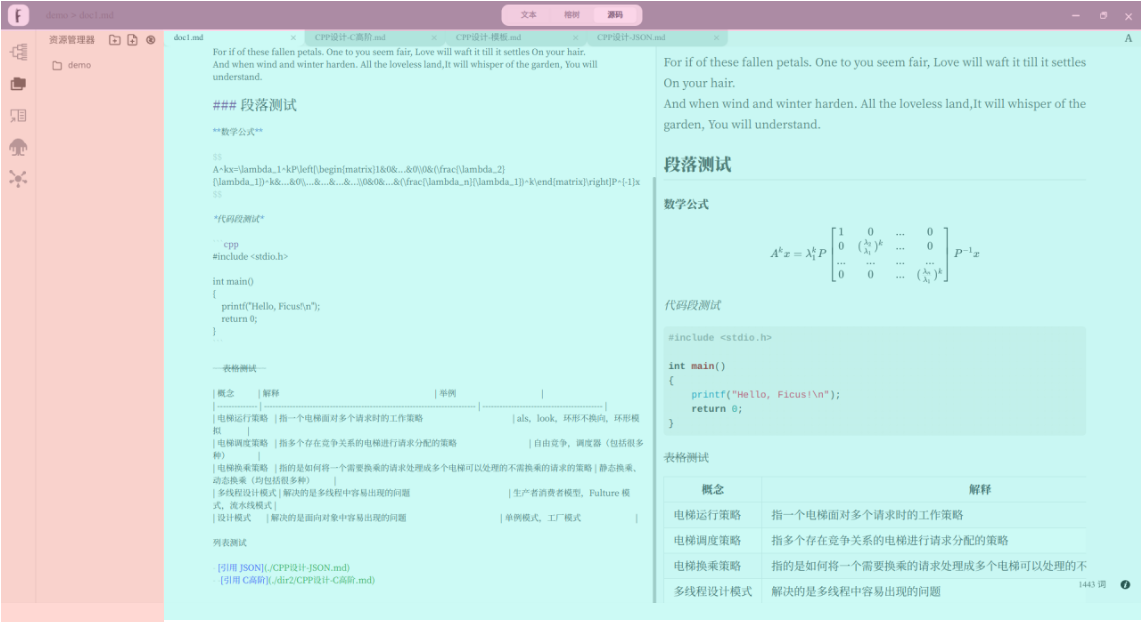 demo > doc1.md
文本 榕树 源码
资源管理器
demo
doc1.md × CPP设计-C高阶.md × CPP设计-模板.md × CPP设计-JSON.md ×
A
For if of these fallen petals. One to you seem fair, Love will waft it till it settles On your hair.
And when wind and winter harden. All the loveless land,It will whisper of the garden, You will
understand.
### 段落测试
**数学公式**
$$
A^kx=\lambda_1^kP\left[\begin{matrix}1&0&...&0\\0&(\frac{\lambda_2}
{\lambda_1})^k&...&0\\...&...&...&...\\0&0&...&(\frac{\lambda_n}{\lambda_1})^k\end{matrix}\right]P^{-1}x
$$
*代码段测试*
```cpp
#include <stdio.h>
int main()
{
printf("Hello, Ficus!\n");
return 0;
}
```
~~表格测试~~
| 概念 | 解释 | 举例 |
|--------------|------------------------------------------------------------------------|-----------------------------------------|
| 电梯运行策略 | 指一个电梯面对多个请求时的工作策略 | als，look，环形不换向，环形模
拟 |
| 电梯调度策略 | 指多个存在竞争关系的电梯进行请求分配的策略 | 自由竞争，调度器（包括很多
种） |
| 电梯换乘策略 | 指的是如何将一个需要换乘的请求处理成多个电梯可以处理的不需换乘的请求的策略 | 静态换乘，
动态换乘（均包括很多种） |
| 多线程设计模式 | 解决的是多线程中容易出现的问题 | 生产者消费者模型，Fulture 模
式，流水线模式 |
| 设计模式 | 解决的是面向对象中容易出现的问题 | 单例模式，工厂模式 |
列表测试
- [引用 JSON](./CPP设计-JSON.md)
- [引用 C高阶](./dir2/CPP设计-C高阶.md)
For if of these fallen petals. One to you seem fair, Love will waft it till it settles
On your hair.
And when wind and winter harden. All the loveless land,It will whisper of the
garden, You will understand.
段落测试
数学公式
A^k x = λ_1^k P [1 0 ... 0
0 (λ_2/λ_1)^k ... 0
... ... ... ...
0 0 ... (λ_n/λ_1)^k] P^{-1} x
代码段测试
#include <stdio.h>
int main()
{
printf("Hello, Ficus!\n");
return 0;
}
表格测试
概念 解释
电梯运行策略 指一个电梯面对多个请求时的工作策略
电梯调度策略 指多个存在竞争关系的电梯进行请求分配的策略
电梯换乘策略 指的是如何将一个需要换乘的请求处理成多个电梯可以处理的不
多线程设计模式 解决的是多线程中容易出现的问题
1443 词